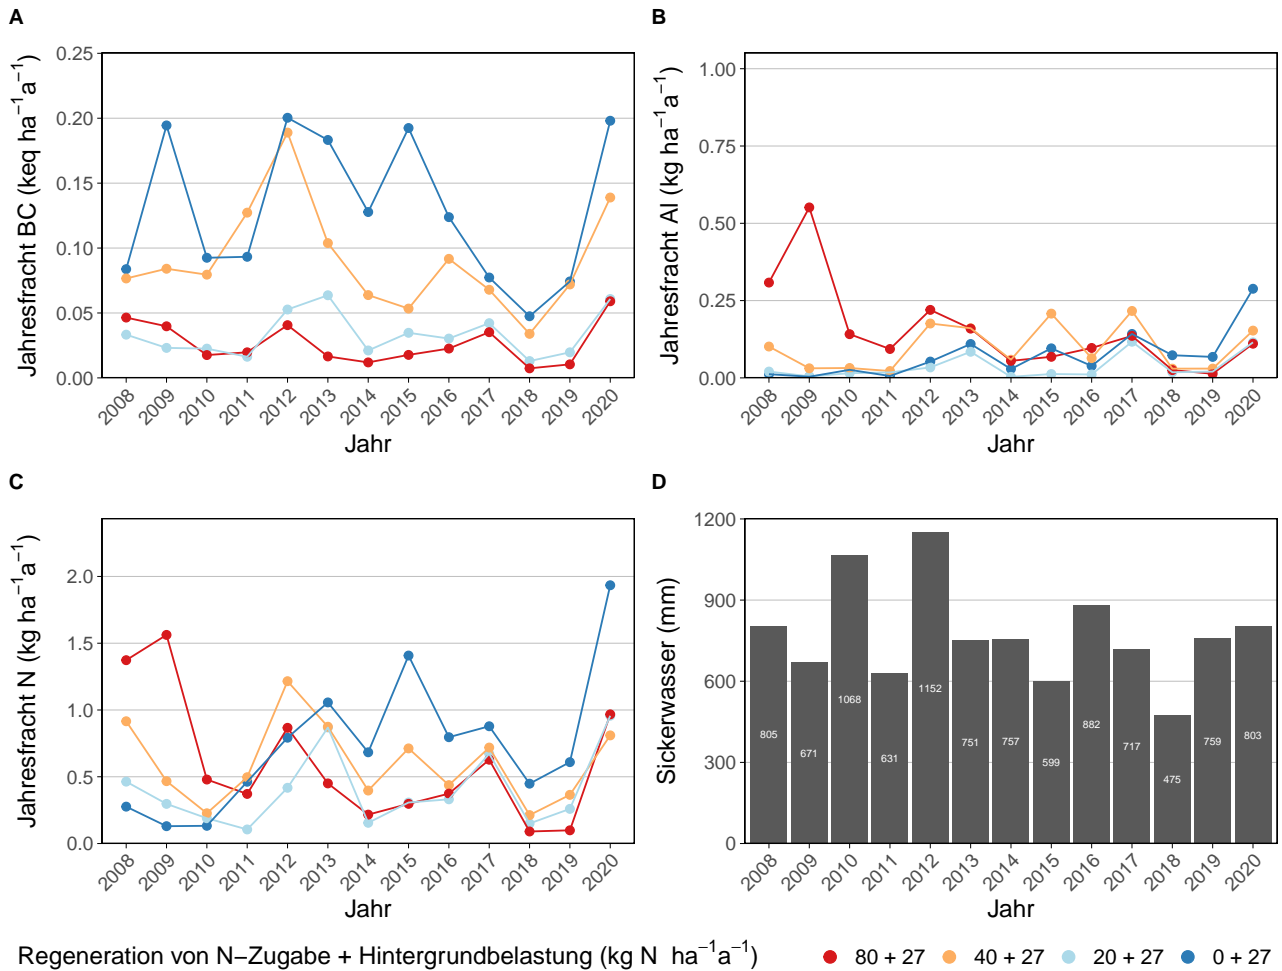 A
Jahresfracht BC (keq ha⁻¹a⁻¹)
0.25
0.20
0.15
0.10
0.05
0.00
2008 2009 2010 2011 2012 2013 2014 2015 2016 2017 2018 2019 2020
Jahr
B
Jahresfracht Al (kg ha⁻¹a⁻¹)
1.00
0.75
0.50
0.25
0.00
2008 2009 2010 2011 2012 2013 2014 2015 2016 2017 2018 2019 2020
Jahr
C
Jahresfracht N (kg ha⁻¹a⁻¹)
2.0
1.5
1.0
0.5
0.0
2008 2009 2010 2011 2012 2013 2014 2015 2016 2017 2018 2019 2020
Jahr
D
Sickerwasser (mm)
1200
900
600
300
0
805 671 1068 631 1152 751 757 599 882 717 475 759 803
2008 2009 2010 2011 2012 2013 2014 2015 2016 2017 2018 2019 2020
Jahr
Regeneration von N−Zugabe + Hintergrundbelastung (kg N ha⁻¹a⁻¹) 80 + 27 40 + 27 20 + 27 0 + 27